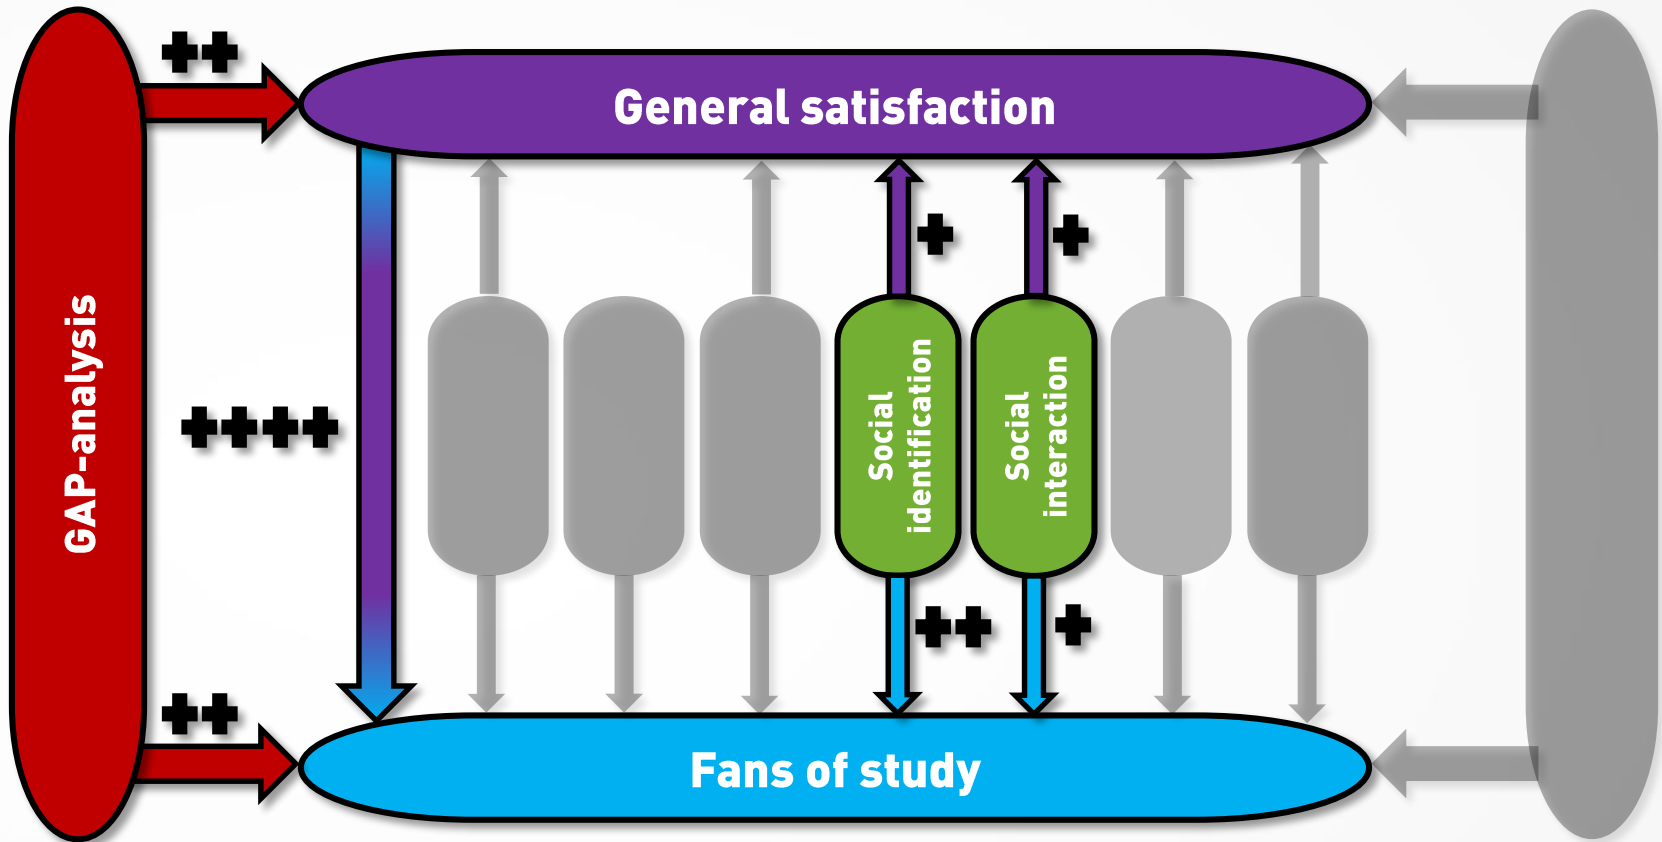 ++
General satisfaction
+
+
GAP-analysis
++++
Social
identification
Social
interaction
++
+
++
Fans of study